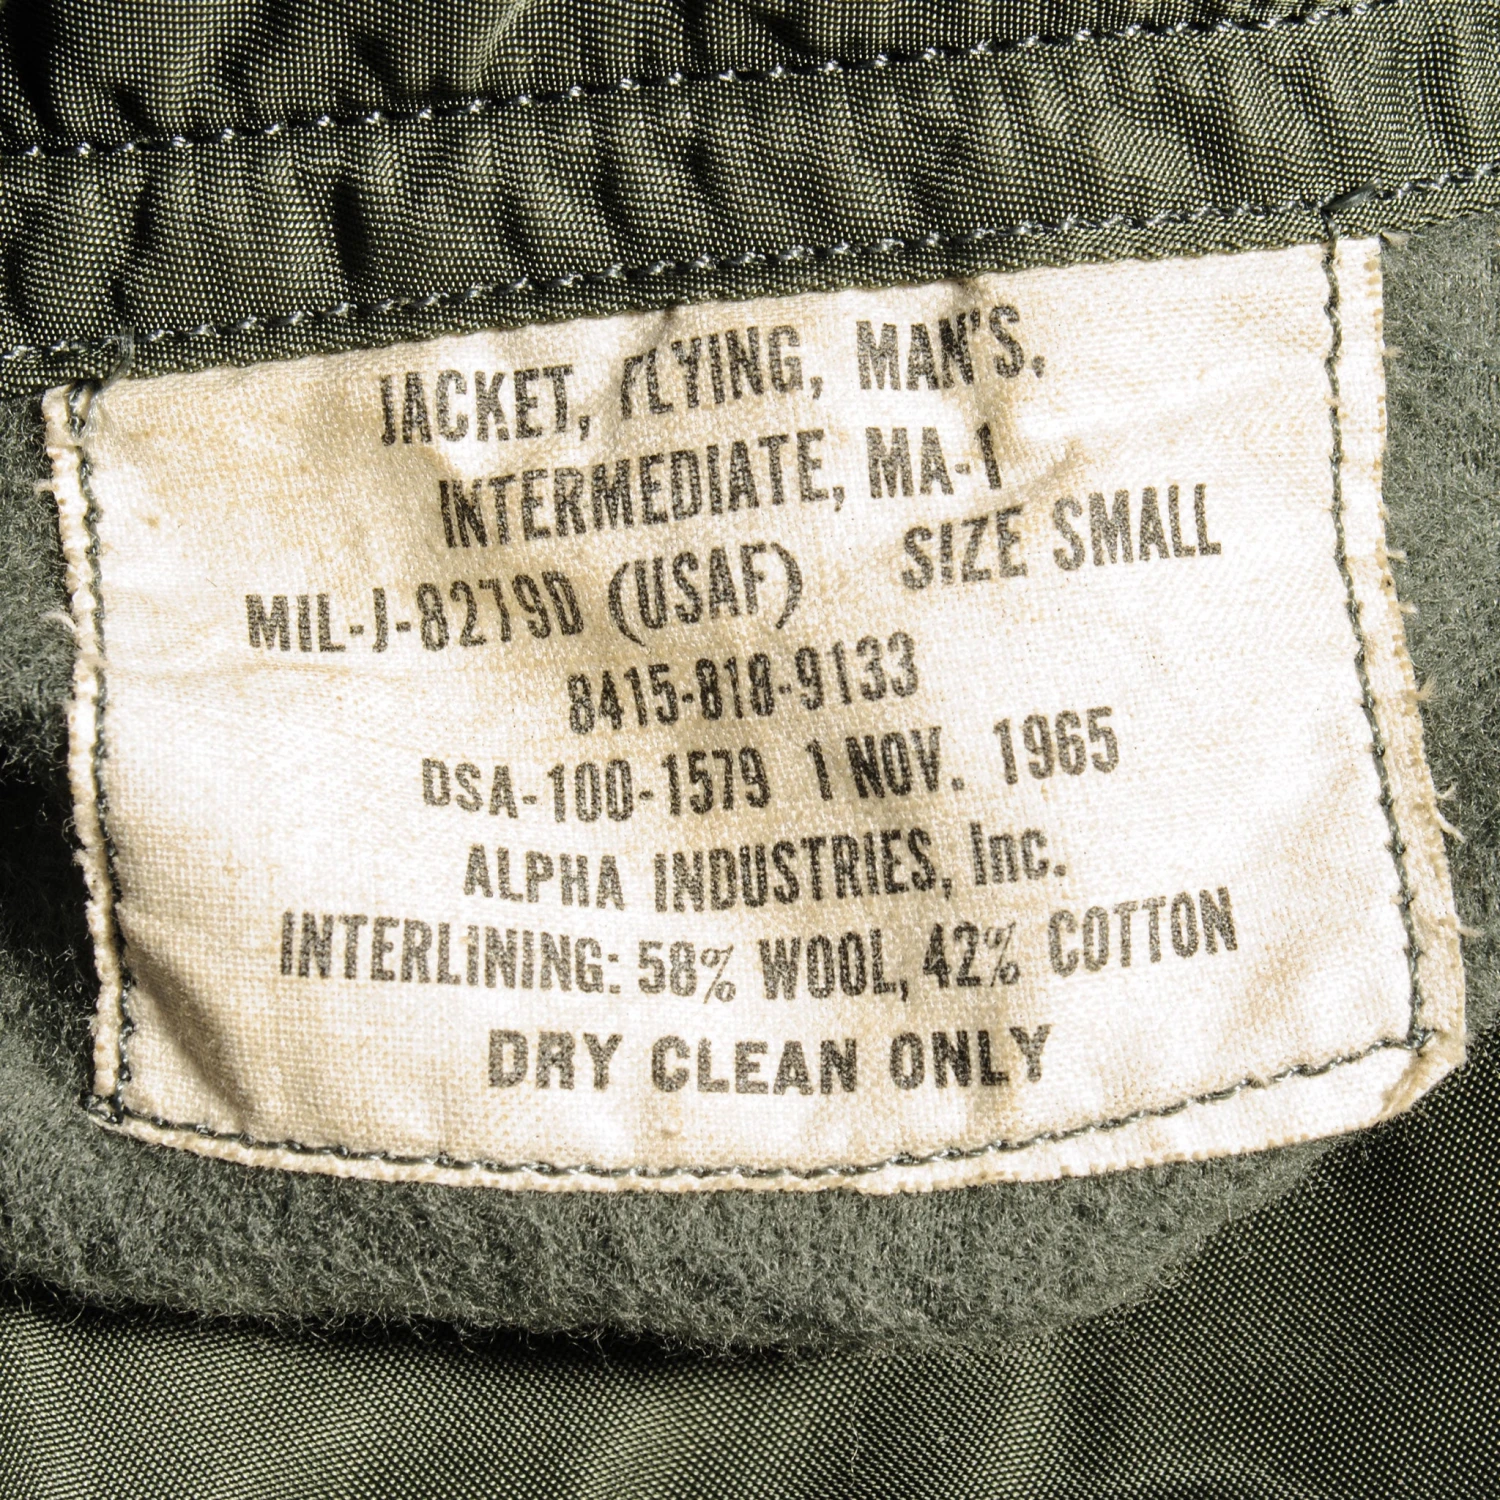 JACKET, FLYING, MAN'S.
INTERMEDIATE, MA-1
MIL-J-8279D (USAF) SIZE SMALL
8415-818-9133
DSA-100-1579 1 NOV. 1965
ALPHA INDUSTRIES, Inc.
INTERLINING: 58% WOOL, 42% COTTON
DRY CLEAN ONLY